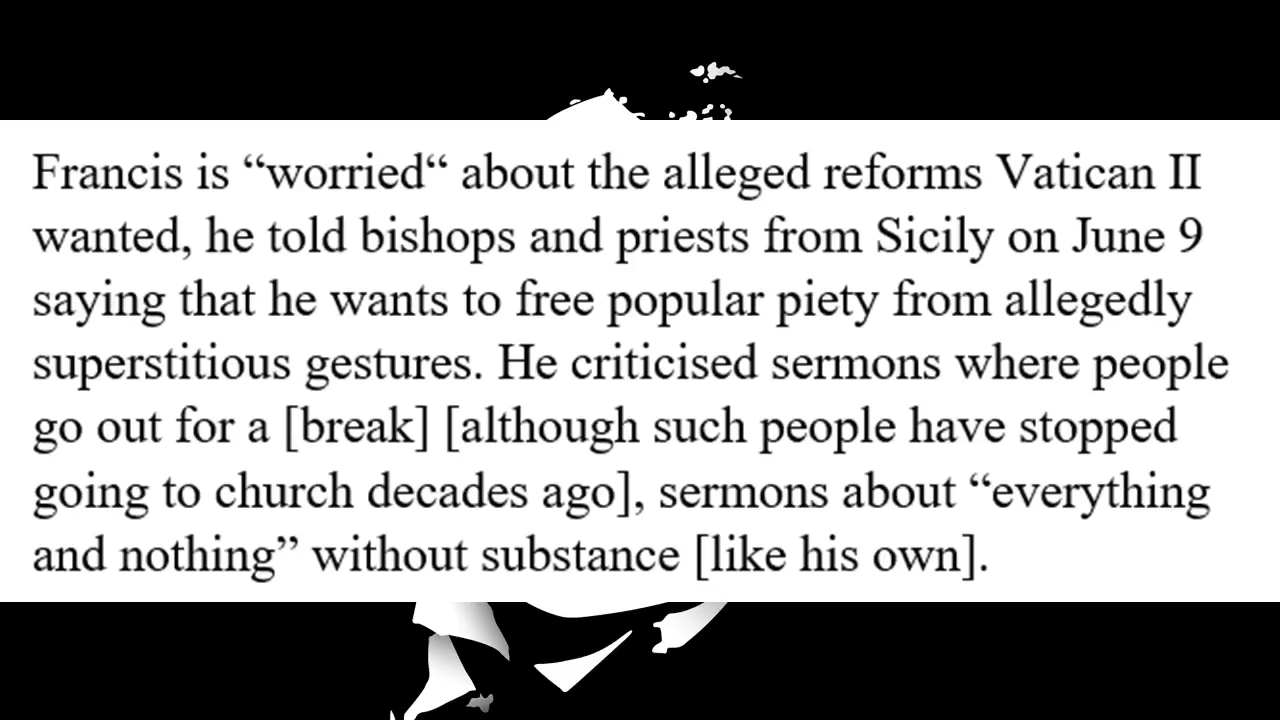 Francis is “worried“ about the alleged reforms Vatican II
wanted, he told bishops and priests from Sicily on June 9
saying that he wants to free popular piety from allegedly
superstitious gestures. He criticised sermons where people
go out for a [break] [although such people have stopped
going to church decades ago], sermons about “everything
and nothing” without substance [like his own].